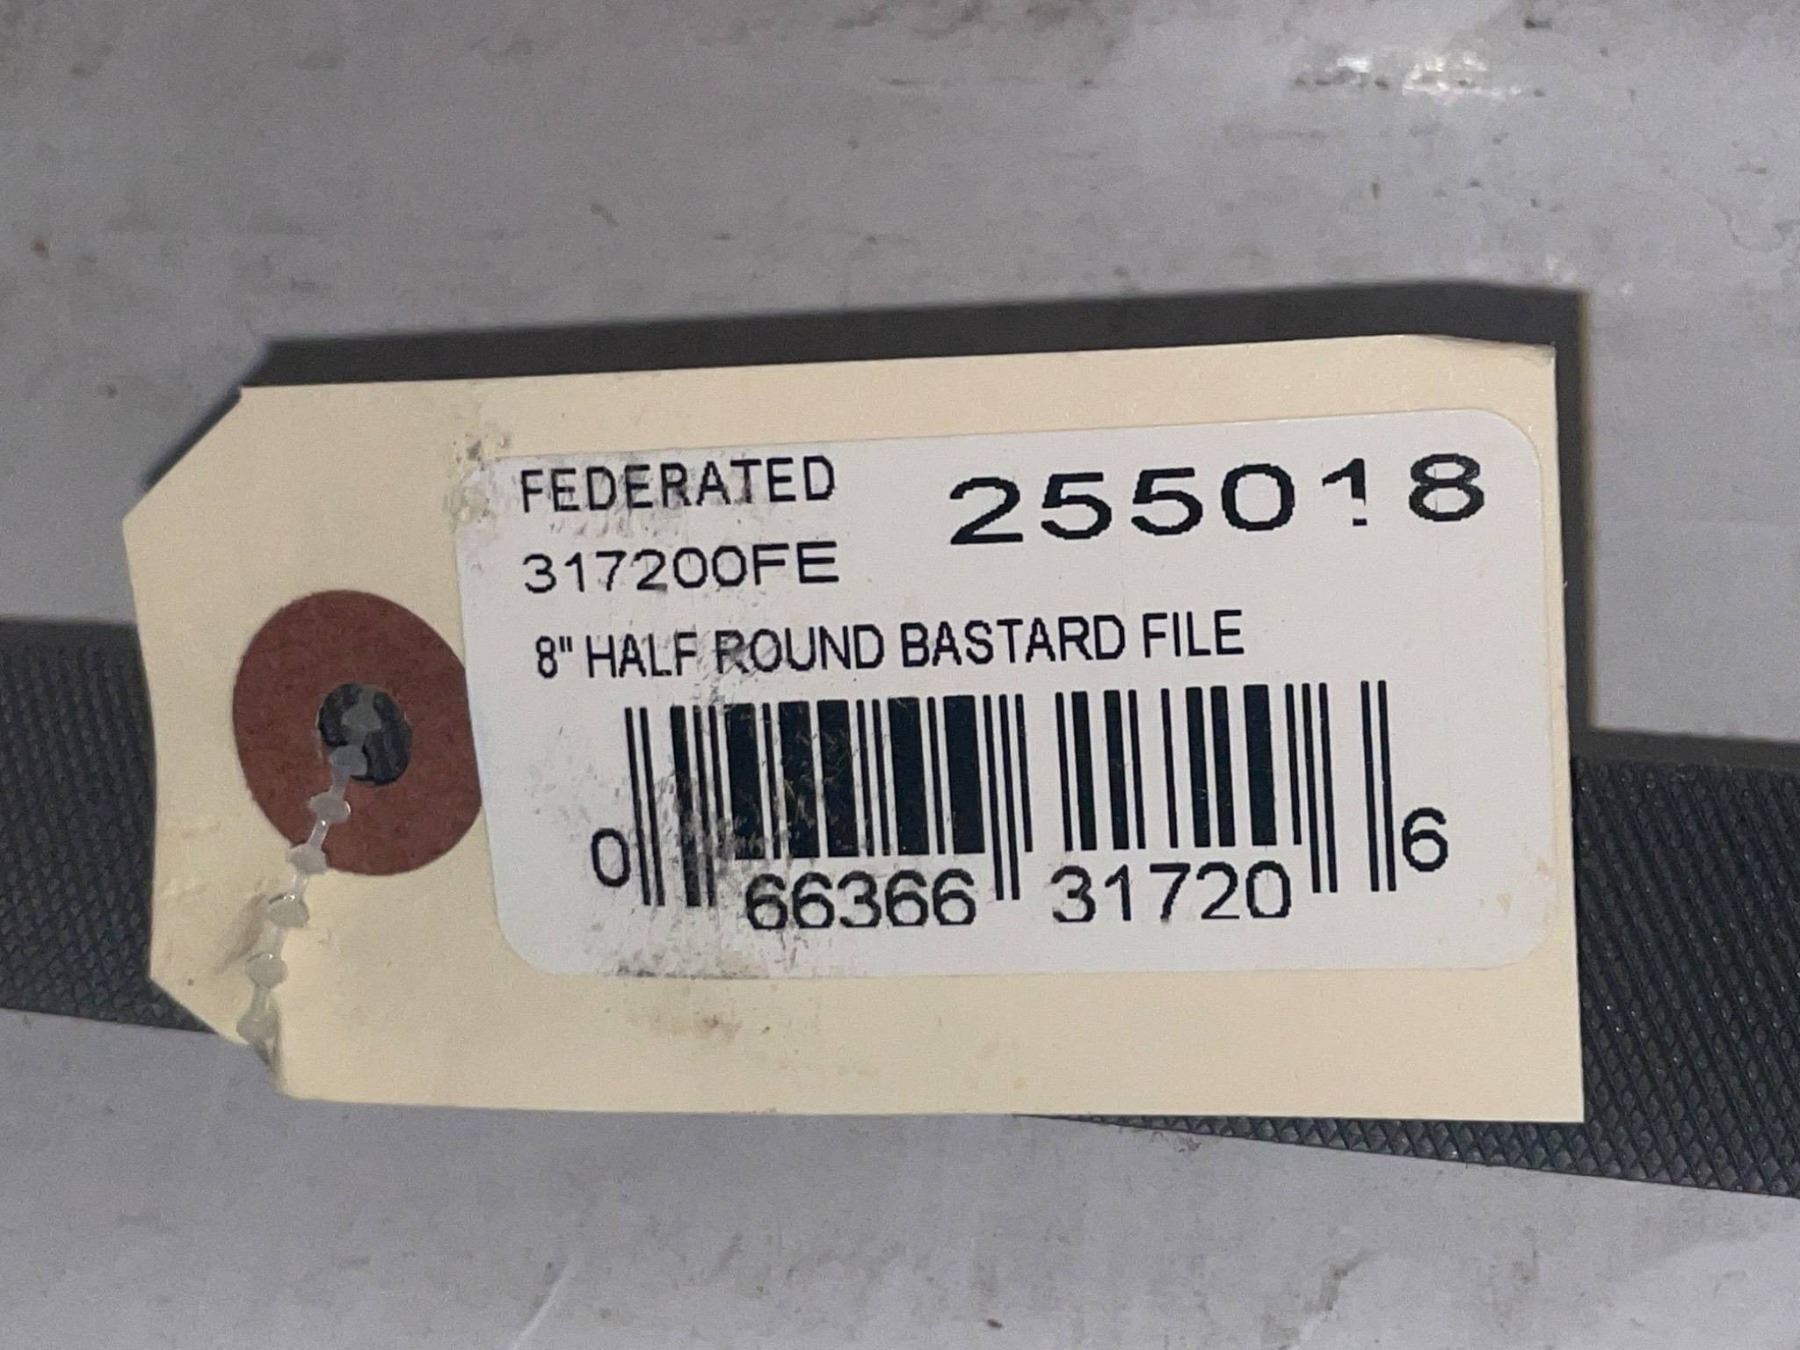 FEDERATED 255018
317200FE
8" HALF ROUND BASTARD FILE
0 66366 31720 6